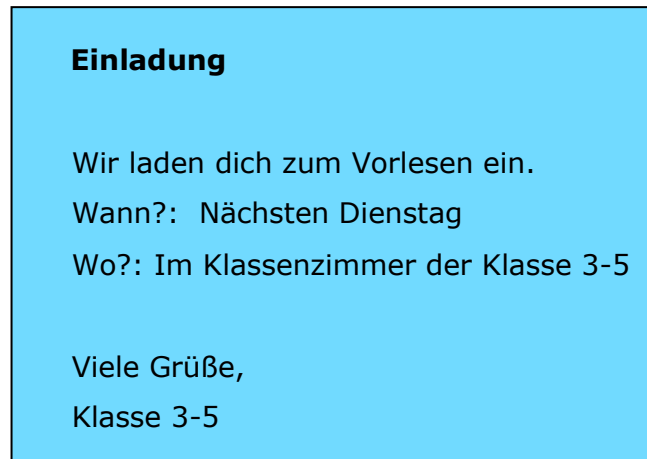 Einladung
Wir laden dich zum Vorlesen ein.
Wann?:  Nächsten Dienstag
Wo?: Im Klassenzimmer der Klasse 3-5
Viele Grüße,
Klasse 3-5